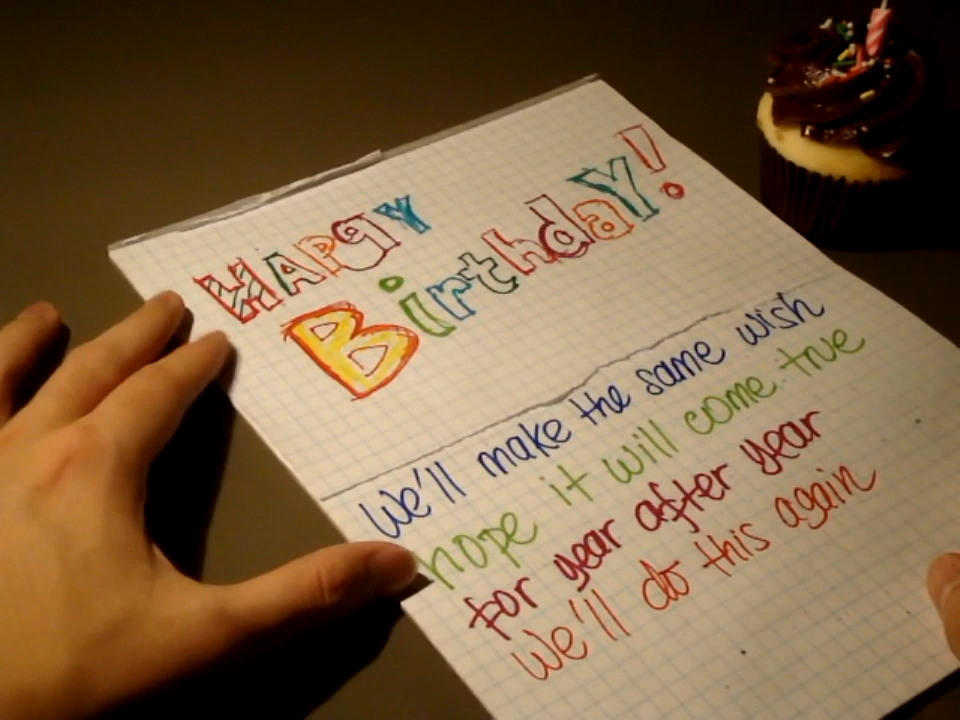 HAPPY
BirthdaY!
We'll make the same wish
hope it will come true
for year after year
We'll do this again